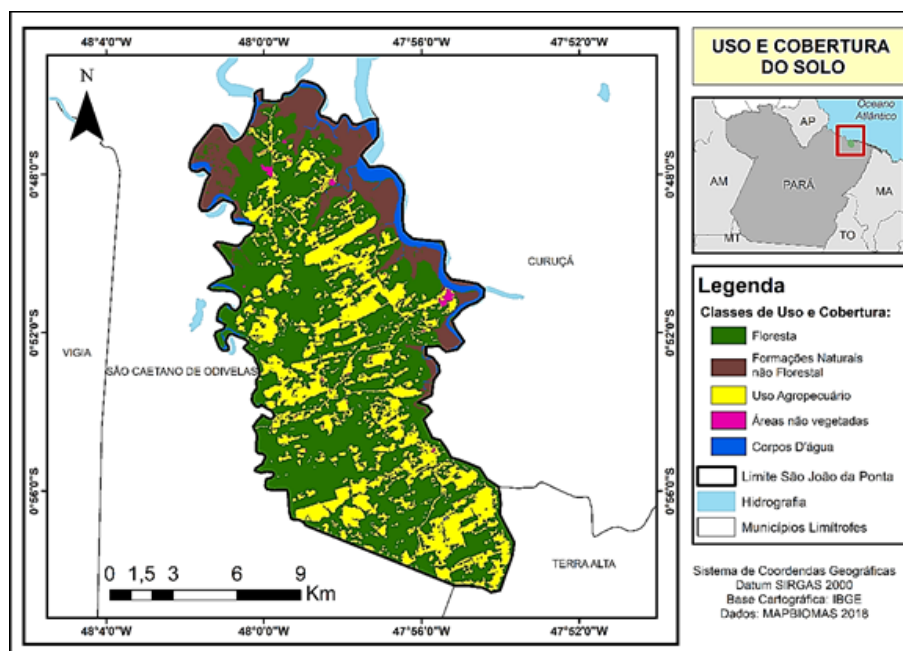 48°4'0"W 48°0'0"W 47°56'0"W 47°52'0"W
N
0°48'0"S 0°48'0"S
CURUÇÁ
0°52'0"S 0°52'0"S
VIGIA
SÃO CAETANO DE ODIVELAS
0°56'0"S 0°56'0"S
TERRA ALTA
0 1,5 3 6 9
Km
48°4'0"W 48°0'0"W 47°56'0"W 47°52'0"W
USO E COBERTURA
DO SOLO
Oceano
Atlântico
AP
AM
PARÁ
MA
MT
TO
Legenda
Classes de Uso e Cobertura:
Floresta
Formações Naturais
não Florestal
Uso Agropecuário
Áreas não vegetadas
Corpos D'água
Limite São João da Ponta
Hidrografia
Municípios Limítrofes
Sistema de Coordendas Geográficas
Datum SIRGAS 2000
Base Cartográfica: IBGE
Dados: MAPBIOMAS 2018